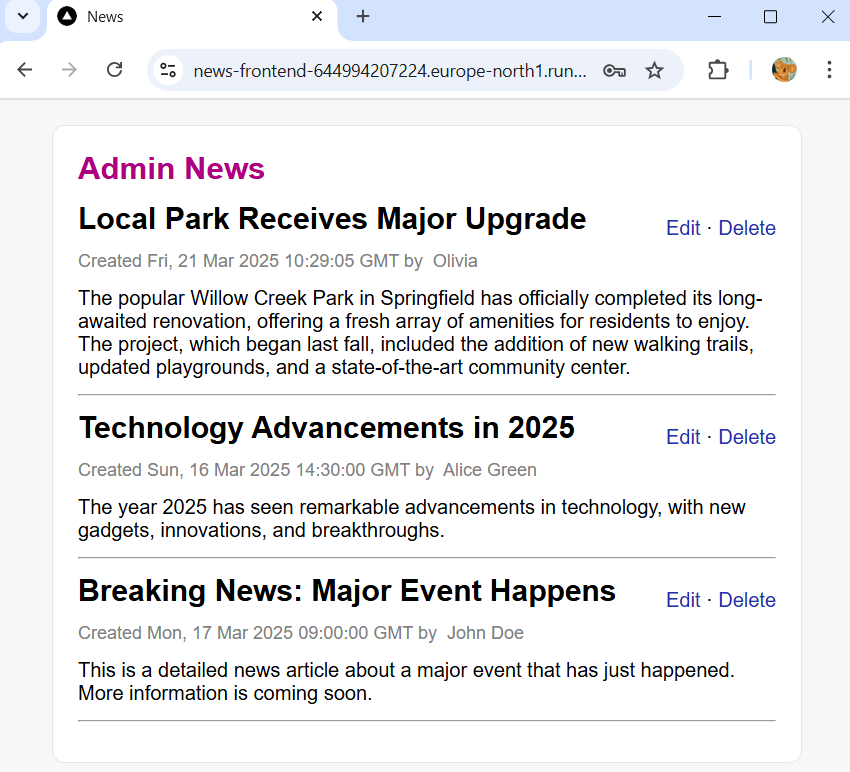 News
news-frontend-644994207224.europe-north1.run...
Admin News
Local Park Receives Major Upgrade
Edit · Delete
Created Fri, 21 Mar 2025 10:29:05 GMT by Olivia
The popular Willow Creek Park in Springfield has officially completed its long-
awaited renovation, offering a fresh array of amenities for residents to enjoy.
The project, which began last fall, included the addition of new walking trails,
updated playgrounds, and a state-of-the-art community center.
Technology Advancements in 2025
Edit · Delete
Created Sun, 16 Mar 2025 14:30:00 GMT by Alice Green
The year 2025 has seen remarkable advancements in technology, with new
gadgets, innovations, and breakthroughs.
Breaking News: Major Event Happens
Edit · Delete
Created Mon, 17 Mar 2025 09:00:00 GMT by John Doe
This is a detailed news article about a major event that has just happened.
More information is coming soon.